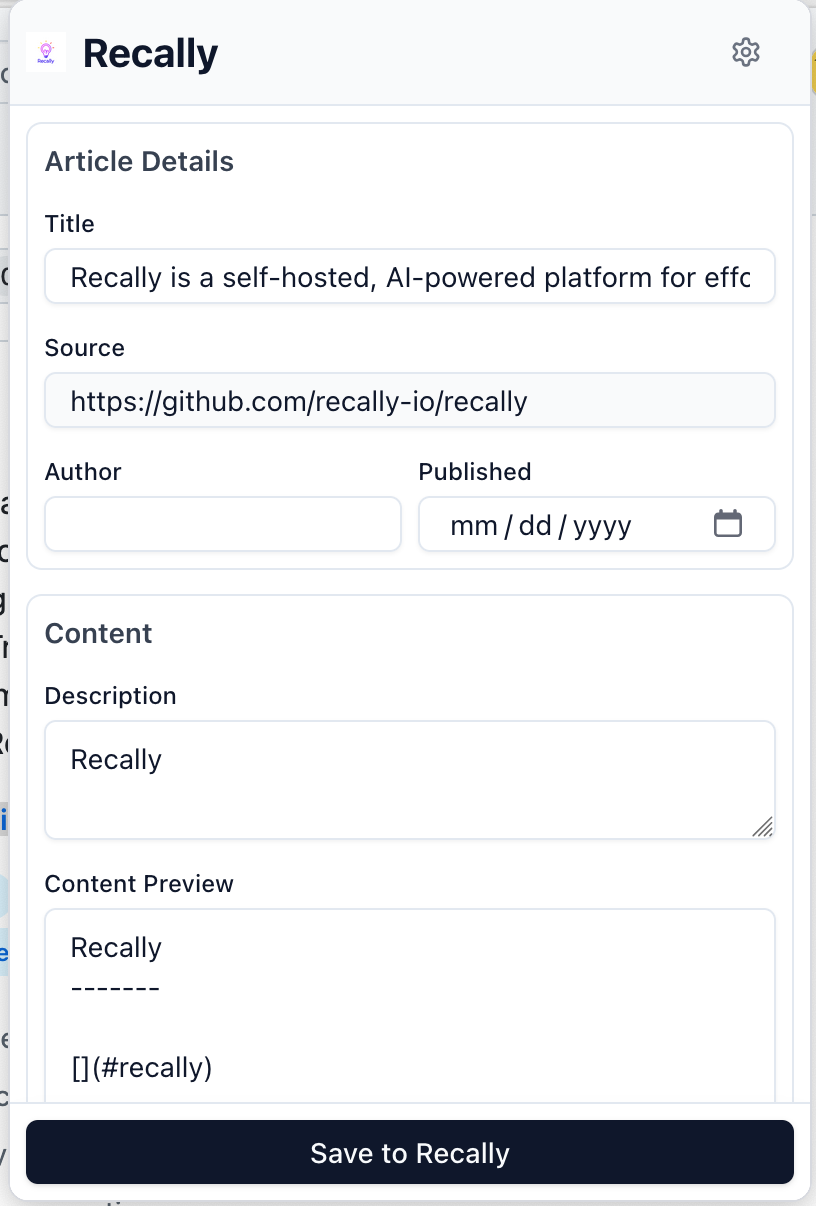 Recally
Recally
Article Details
Title
Recally is a self-hosted, AI-powered platform for effc
Source
https://github.com/recally-io/recally
Author
Published
mm / dd / yyyy
Content
Description
Recally
Content Preview
Recally
-------
[](#recally)
Save to Recally